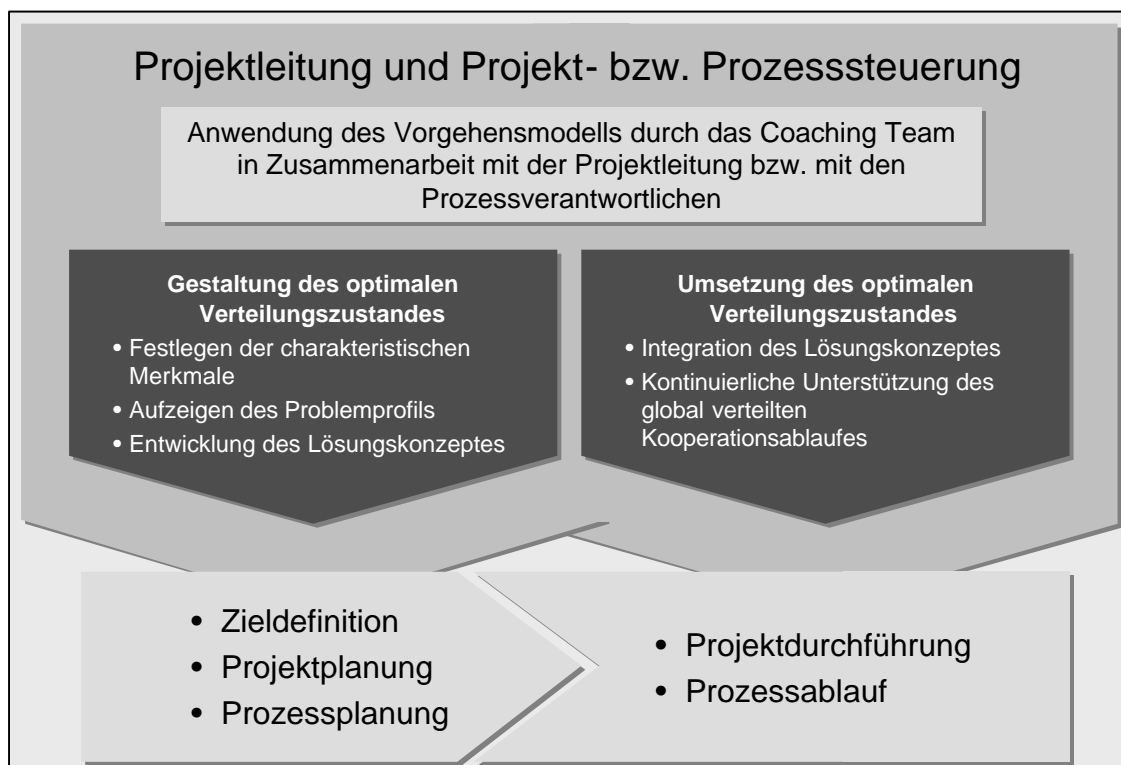 Projektleitung und Projekt- bzw. Prozesssteuerung
Anwendung des Vorgehensmodells durch das Coaching Team
in Zusammenarbeit mit der Projektleitung bzw. mit den
Prozessverantwortlichen
Gestaltung des optimalen
Verteilungszustandes
• Festlegen der charakteristischen
Merkmale
• Aufzeigen des Problemprofils
• Entwicklung des Lösungskonzeptes
Umsetzung des optimalen
Verteilungszustandes
• Integration des Lösungskonzeptes
• Kontinuierliche Unterstützung des
global verteilten
Kooperationsablaufes
• Zieldefinition
• Projektplanung
• Prozessplanung
• Projektdurchführung
• Prozessablauf